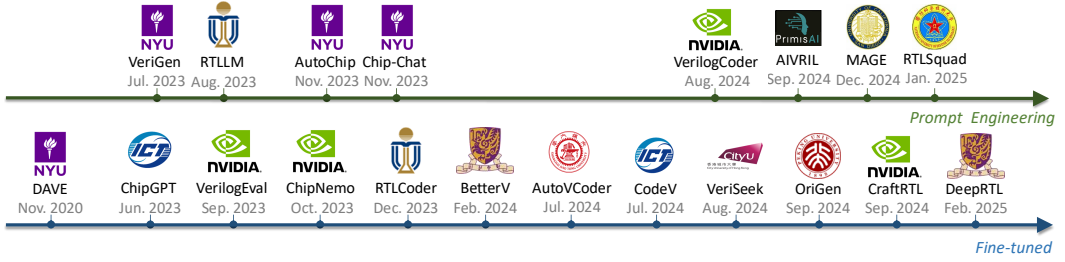 NYU
VeriGen
Jul. 2023
RTLLM
Aug. 2023
NYU
AutoChip
Nov. 2023
NYU
Chip-Chat
Nov. 2023
NVIDIA.
VerilogCoder
Aug. 2024
PrimisAI
AIVRIL
Sep. 2024
MAGE
Dec. 2024
RTLSquad
Jan. 2025
Prompt Engineering
NYU
DAVE
Nov. 2020
ICT
ChipGPT
Jun. 2023
NVIDIA.
VerilogEval
Sep. 2023
NVIDIA.
ChipNemo
Oct. 2023
RTLCoder
Dec. 2023
BetterV
Feb. 2024
AutoVCoder
Jul. 2024
ICT
CodeV
Jul. 2024
CityU
VeriSeek
Aug. 2024
OriGen
Sep. 2024
NVIDIA.
CraftRTL
Sep. 2024
DeepRTL
Feb. 2025
Fine-tuned